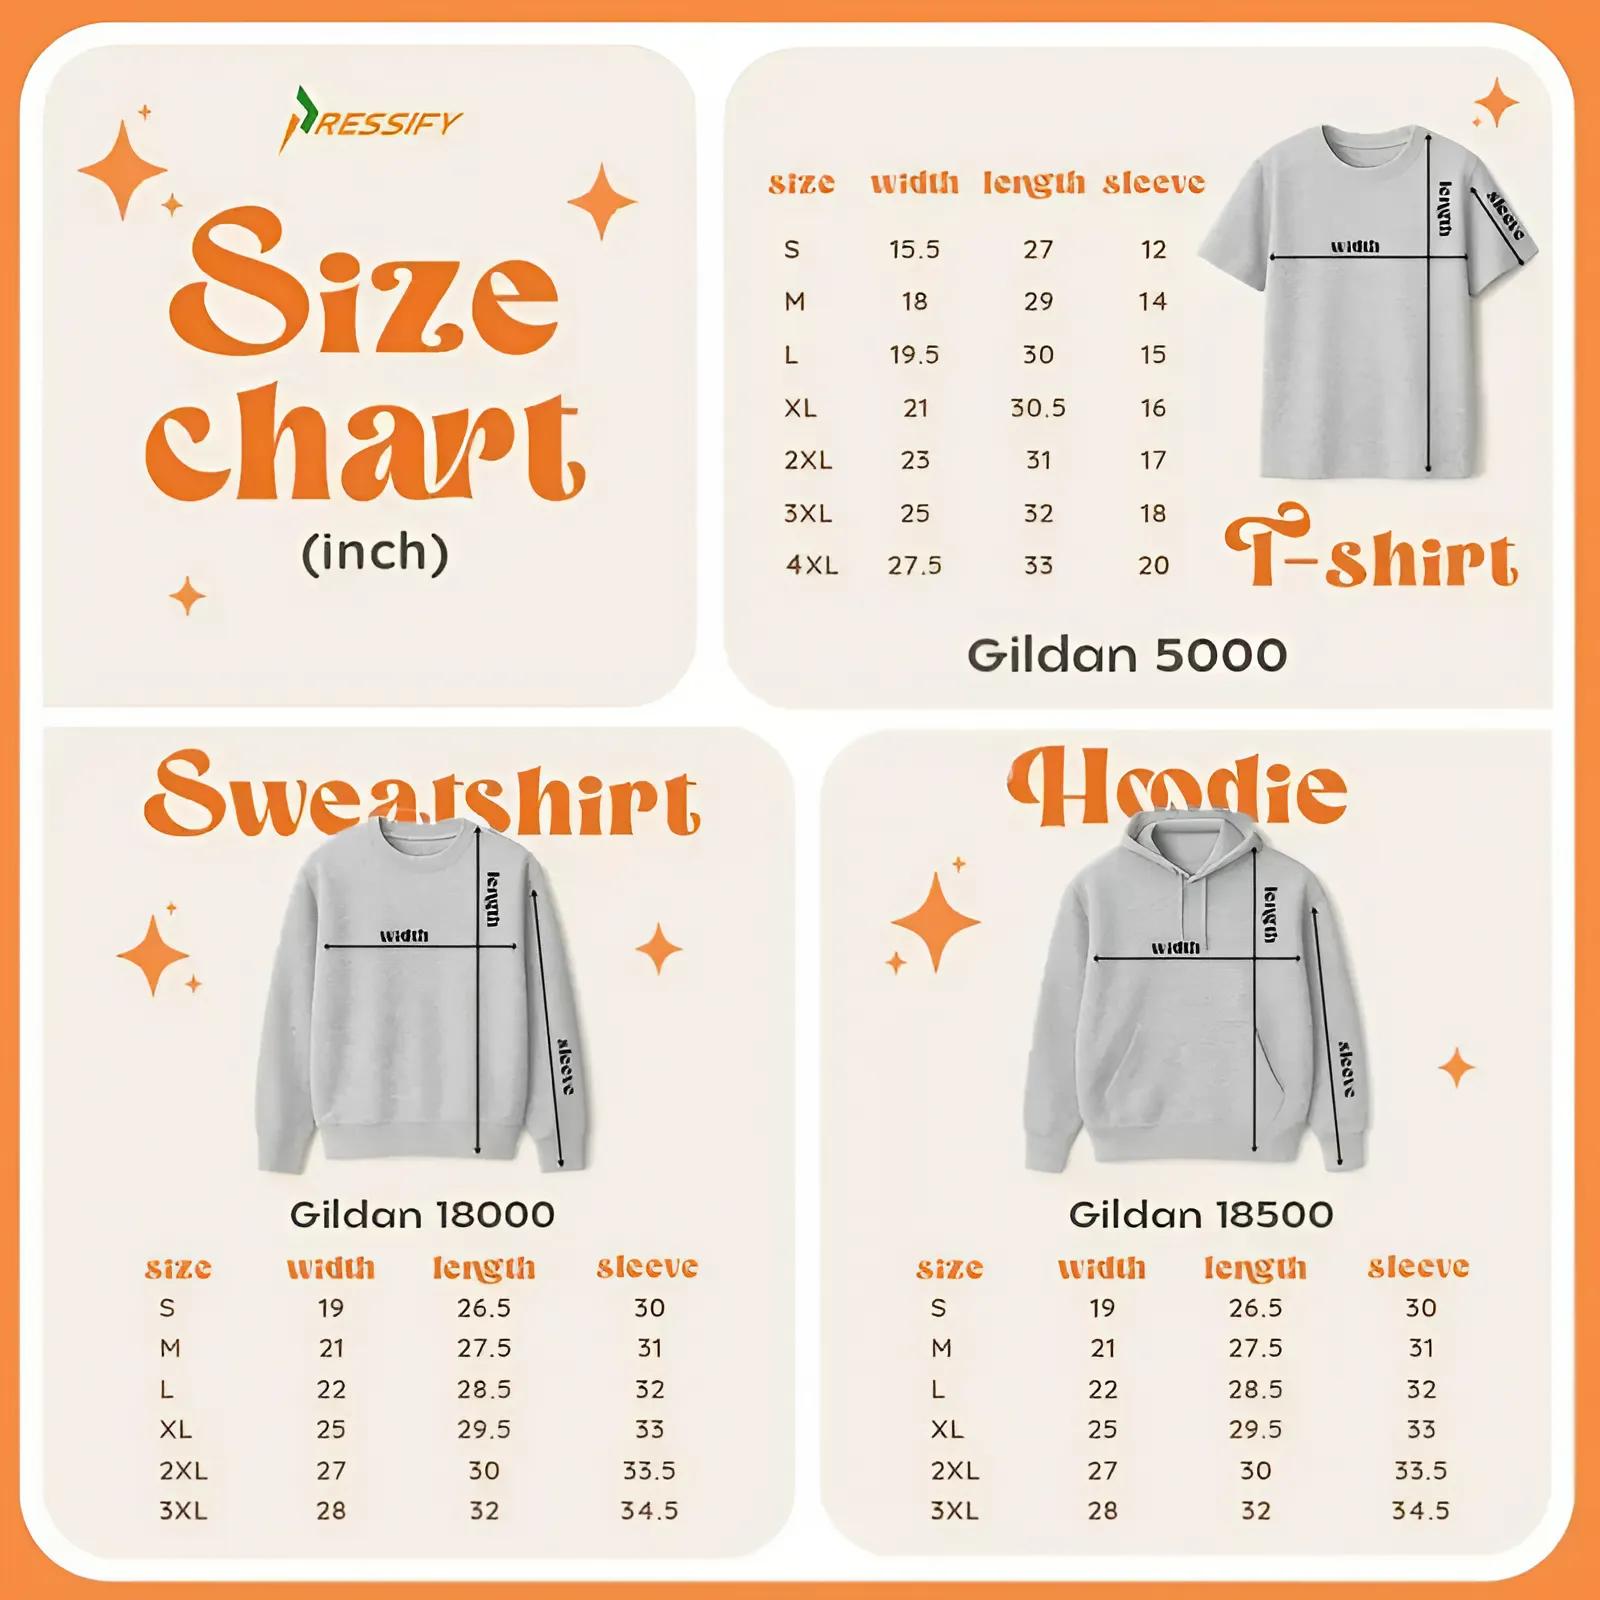 PRESSIFY
Size
chart
(inch)
size width length sleeve
S 15.5 27 12
M 18 29 14
L 19.5 30 15
XL 21 30.5 16
2XL 23 31 17
3XL 25 32 18
4XL 27.5 33 20
width
length
sleeve
T-shirt
Gildan 5000
Sweatshirt
width
length
sleeve
Gildan 18000
size width length sleeve
S 19 26.5 30
M 21 27.5 31
L 22 28.5 32
XL 25 29.5 33
2XL 27 30 33.5
3XL 28 32 34.5
Hoodie
width
length
sleeve
Gildan 18500
size width length sleeve
S 19 26.5 30
M 21 27.5 31
L 22 28.5 32
XL 25 29.5 33
2XL 27 30 33.5
3XL 28 32 34.5